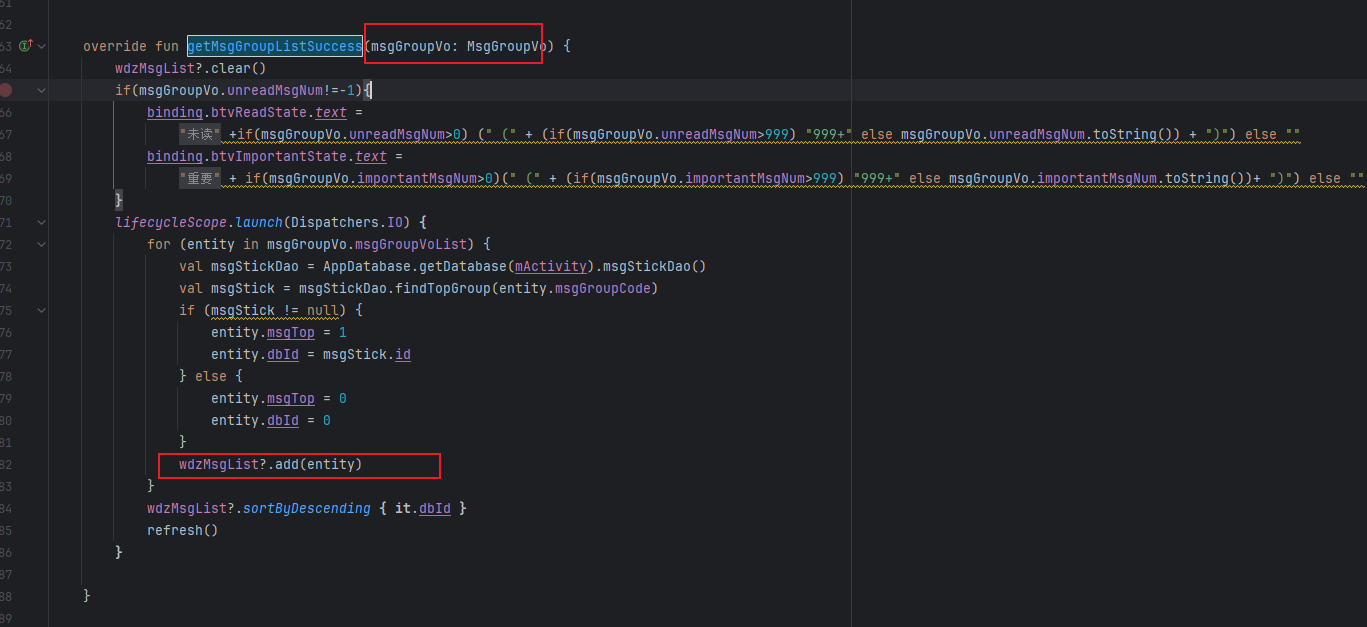 61
62
63 override fun getMsgGroupListSuccess(msgGroupVo: MsgGroupVo) {
64 wdzMsgList?.clear()
if(msgGroupVo.unreadMsgNum!=-1){
66 binding.btvReadState.text =
67 "未读" +if(msgGroupVo.unreadMsgNum>0) (" (" + (if(msgGroupVo.unreadMsgNum>999) "999+" else msgGroupVo.unreadMsgNum.toString()) + ")") else ""
68 binding.btvImportantState.text =
69 "重要" + if(msgGroupVo.importantMsgNum>0)(" (" + (if(msgGroupVo.importantMsgNum>999) "999+" else msgGroupVo.importantMsgNum.toString())+ ")") else ""
70 }
71 lifecycleScope.launch(Dispatchers.IO) {
72 for (entity in msgGroupVo.msgGroupVoList) {
73 val msgStickDao = AppDatabase.getDatabase(mActivity).msgStickDao()
74 val msgStick = msgStickDao.findTopGroup(entity.msgGroupCode)
75 if (msgStick != null) {
76 entity.msgTop = 1
77 entity.dbId = msgStick.id
78 } else {
79 entity.msgTop = 0
80 entity.dbId = 0
81 }
82 wdzMsgList?.add(entity)
83 }
84 wdzMsgList?.sortByDescending { it.dbId }
85 refresh()
86 }
87
88 }
89